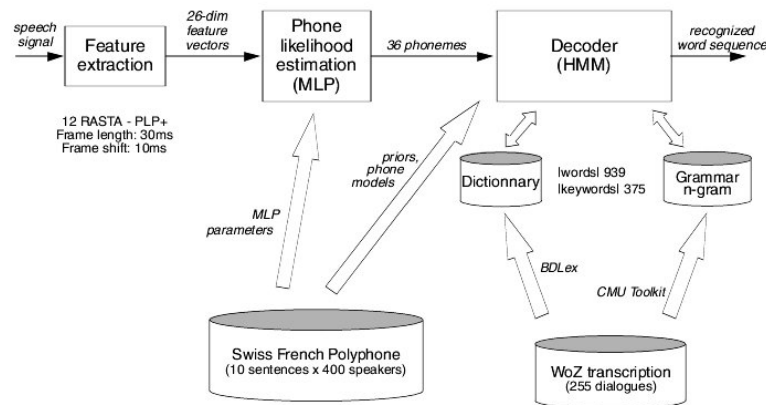 speech
signal
Feature
extraction
26-dim
feature
vectors
Phone
likelihood
estimation
(MLP)
36 phonemes
Decoder
(HMM)
recognized
word sequence
12 RASTA - PLP+
Frame length: 30ms
Frame shift: 10ms
priors,
phone
models
Dictionnary
|words| 939
|keywords| 375
Grammar
n-gram
MLP
parameters
BDLex
CMU Toolkit
Swiss French Polyphone
(10 sentences x 400 speakers)
WoZ transcription
(255 dialogues)